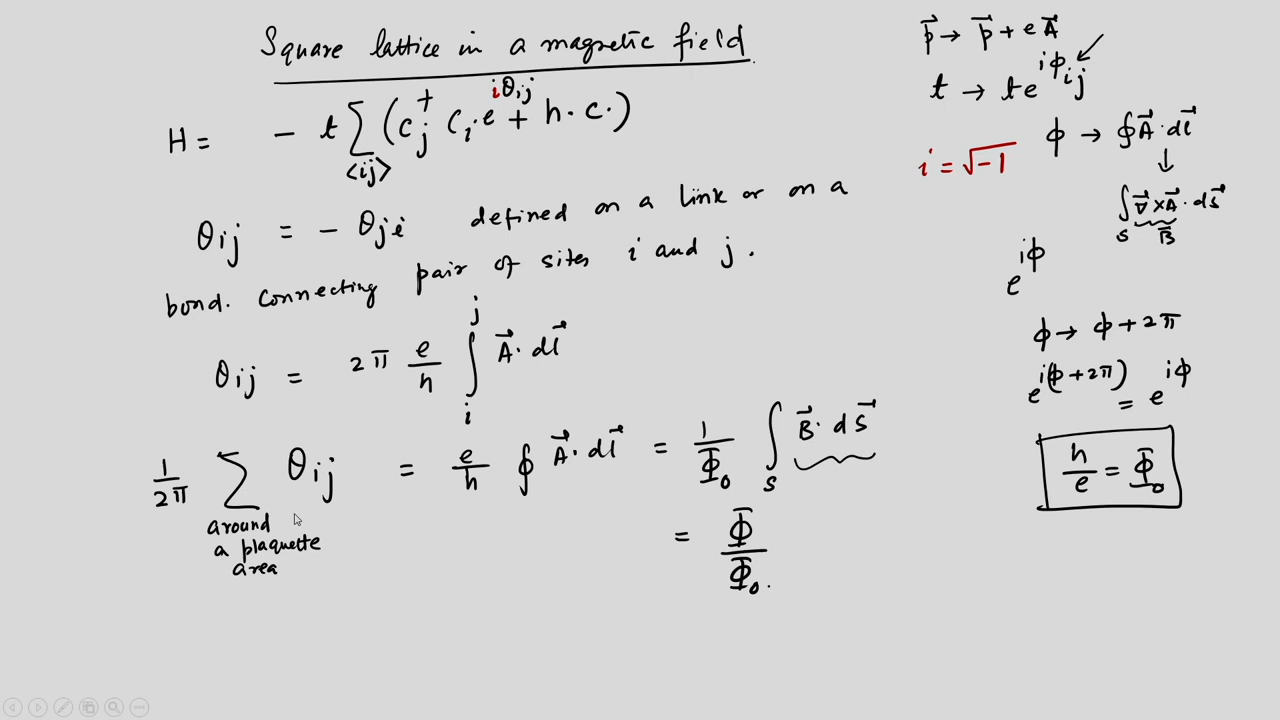 Square lattice in a magnetic field.
H = - t ∑_{<ij>} (c_j^† c_i e^{iθ_ij} + h.c.)
θ_ij = - θ_ji defined on a link or on a
bond. connecting pair of sites i and j.
θ_ij = 2π e/h ∫_i^j A⃗ · dl⃗
1/2π ∑_{around a plaquette area} θ_ij = e/h ∮ A⃗ · dl⃗ = 1/Φ₀ ∫_S B⃗ · dS⃗
= Φ/Φ₀.
p⃗ → p⃗ + eA⃗
t → t e^{iφ_ij}
i = √-1
φ → ∮ A⃗ · dl⃗
↓
∫_S ∇⃗ × A⃗ · dS⃗
B⃗
e^{iφ}
φ → φ + 2π
e^{i(φ + 2π)}
= e^{iφ}
h/e = Φ₀